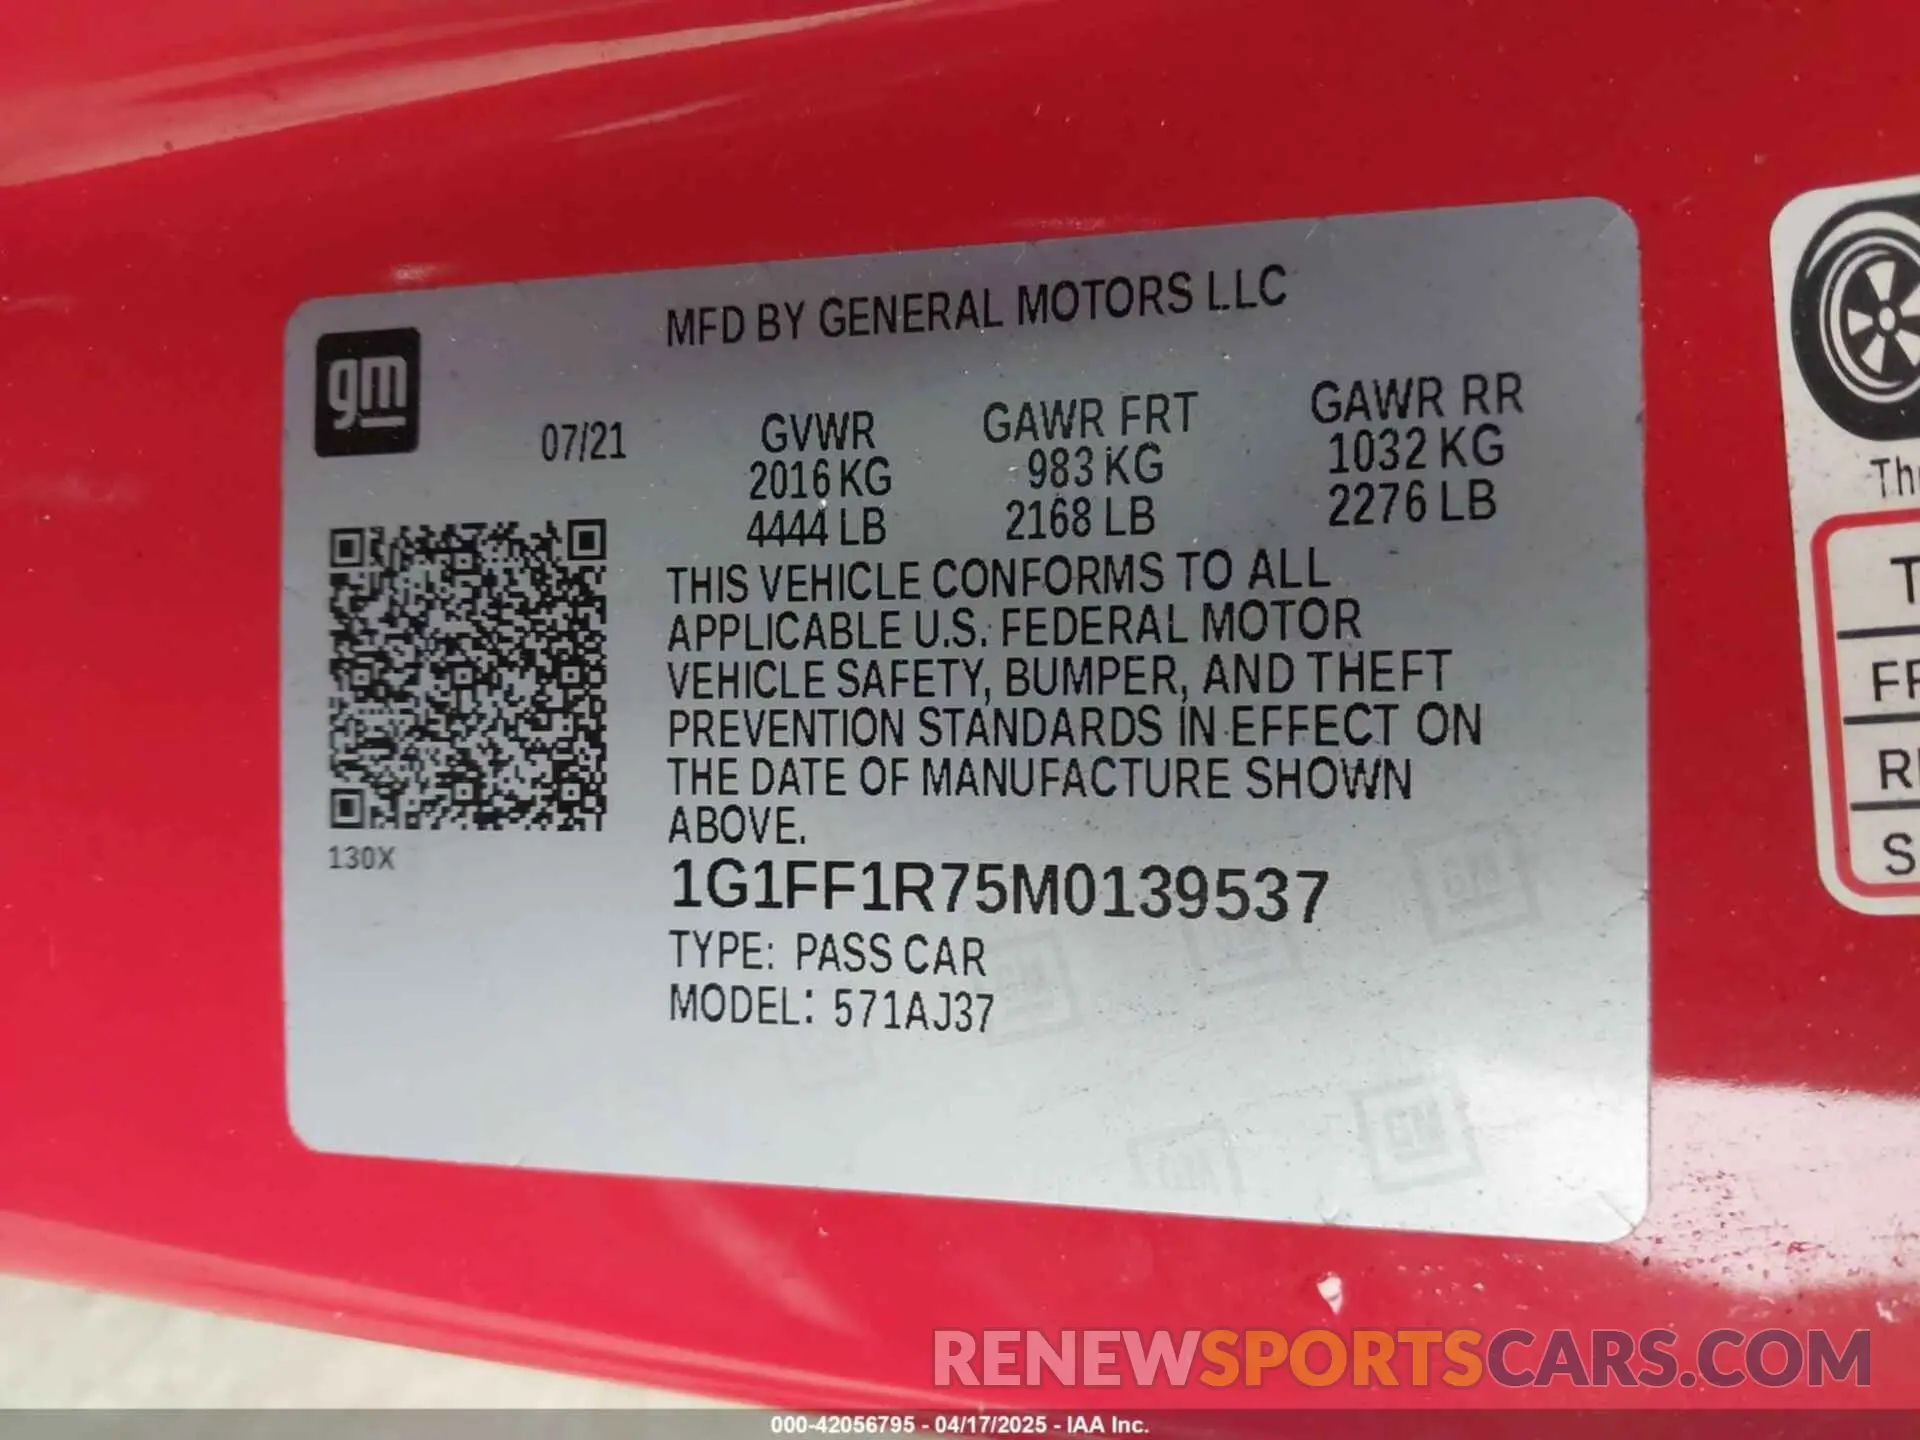 MFD BY GENERAL MOTORS LLC
gm
07/21
GVWR
2016 KG
4444 LB
GAWR FRT
983 KG
2168 LB
GAWR RR
1032 KG
2276 LB
THIS VEHICLE CONFORMS TO ALL
APPLICABLE U.S. FEDERAL MOTOR
VEHICLE SAFETY, BUMPER, AND THEFT
PREVENTION STANDARDS IN EFFECT ON
THE DATE OF MANUFACTURE SHOWN
ABOVE.
130X
1G1FF1R75M0139537
TYPE: PASS CAR
MODEL: 571AJ37
RENEWSPORTSCARS.COM
000-42056795 - 04/17/2025 - IAA Inc.